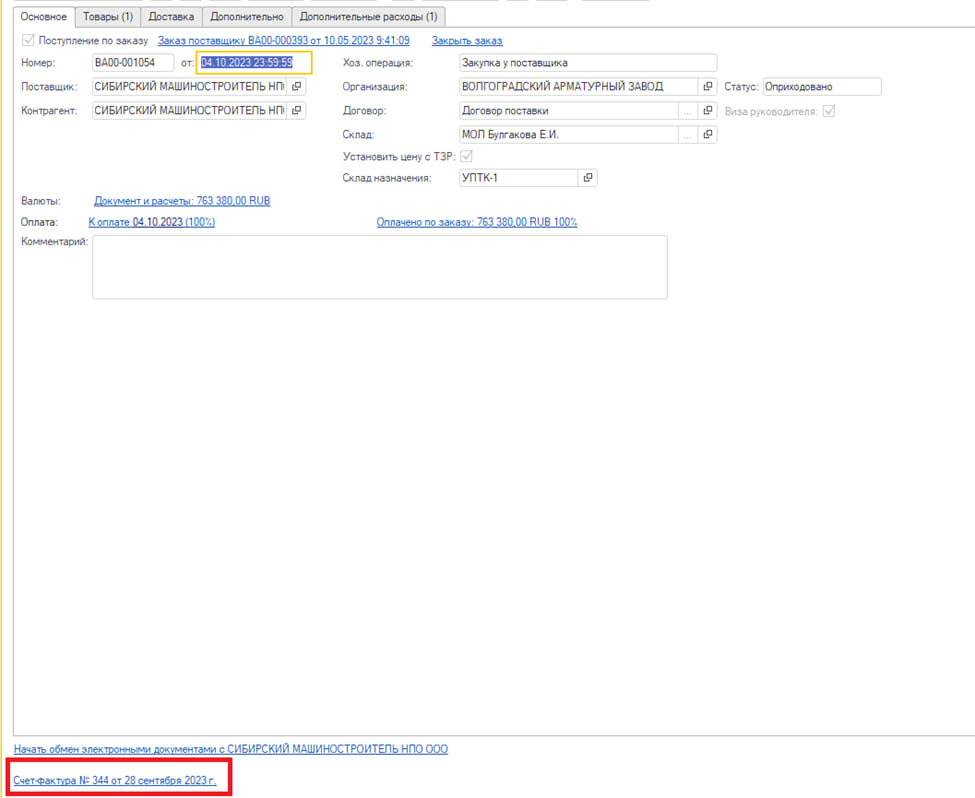 Основное Товары (1) Доставка Дополнительно Дополнительные расходы (1)
Поступление по заказу Заказ поставщику ВА00-000393 от 10.05.2023 9:41:09 Закрыть заказ
Номер: ВА00-001054 от: 04.10.2023 23:59:59 Хоз. операция: Закупка у поставщика
Поставщик: СИБИРСКИЙ МАШИНОСТРОИТЕЛЬ НПО Организация: ВОЛГОГРАДСКИЙ АРМАТУРНЫЙ ЗАВОД Статус: Оприходовано
Контрагент: СИБИРСКИЙ МАШИНОСТРОИТЕЛЬ НПО Договор: Договор поставки ... Виза руководителя:
Склад: МОЛ Булгакова Е.И. ...
Установить цену с ТЗР:
Склад назначения: УПТК-1
Валюты: Документ и расчеты: 763 380,00 RUB
Оплата: К оплате 04.10.2023 (100%) Оплачено по заказу: 763 380,00 RUB 100%
Комментарий:
Начать обмен электронными документами с СИБИРСКИЙ МАШИНОСТРОИТЕЛЬ НПО ООО
Счет-фактура № 344 от 28 сентября 2023 г.